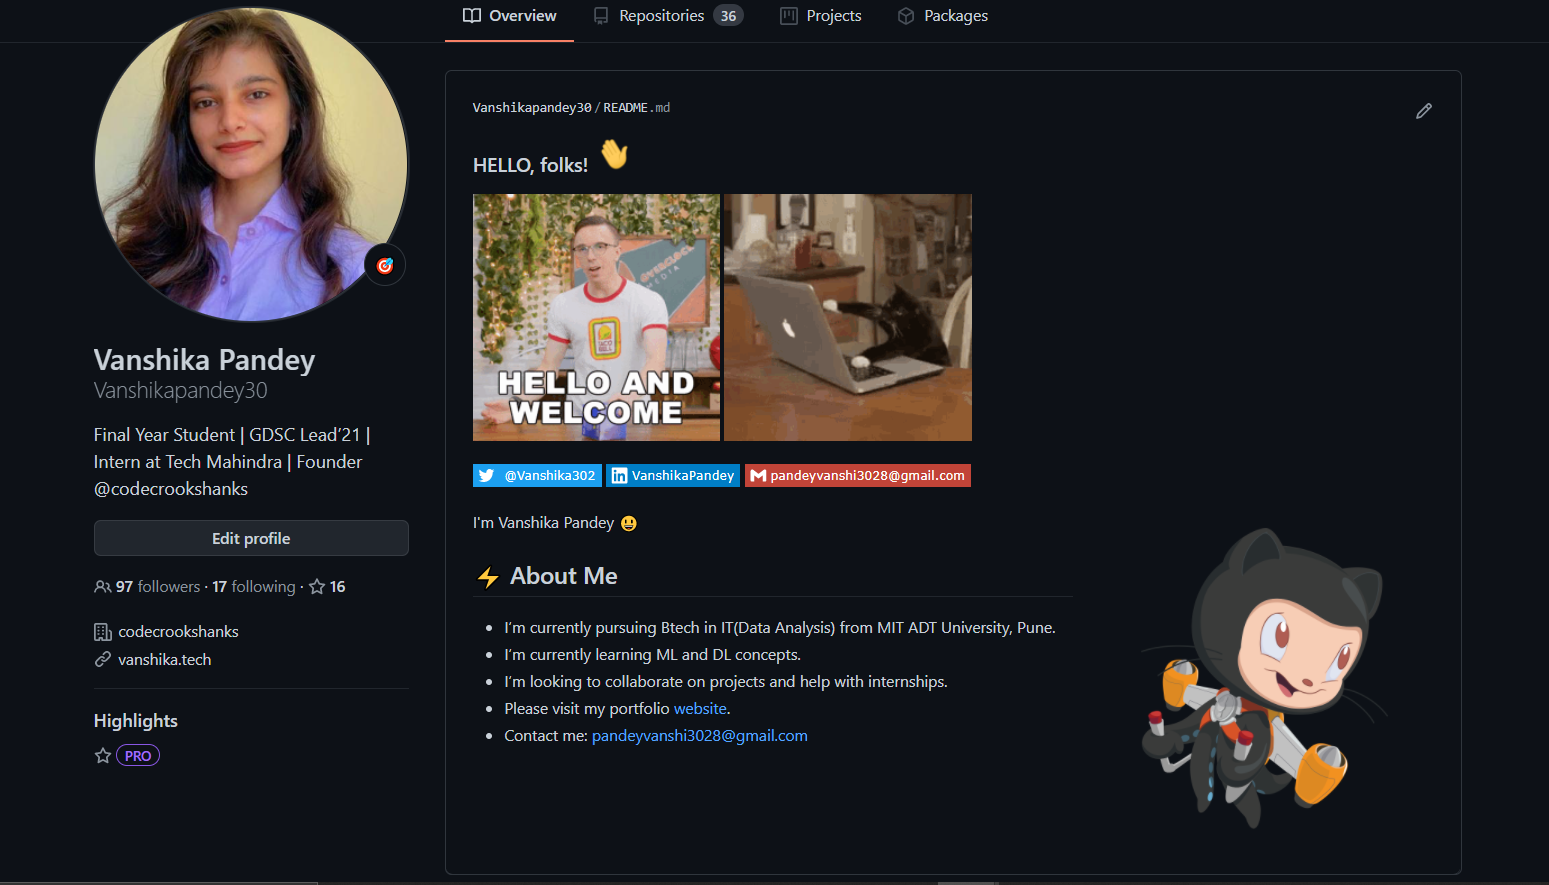 Overview
Repositories 36
Projects
Packages
Vanshika Pandey
Vanshikapandey30
Final Year Student | GDSC Lead'21 |
Intern at Tech Mahindra | Founder
@codecrookshanks
Edit profile
97 followers · 17 following · 16
codecrookshanks
vanshika.tech
Highlights
PRO
Vanshikapandey30/README.md
HELLO, folks! 👋
OVERCLOCK
MEDIA
TACO
BELL
HELLO AND
WELCOME
@Vanshika302
VanshikaPandey
pandeyvanshi3028@gmail.com
I'm Vanshika Pandey 😃
⚡ About Me
• I'm currently pursuing Btech in IT(Data Analysis) from MIT ADT University, Pune.
• I'm currently learning ML and DL concepts.
• I'm looking to collaborate on projects and help with internships.
• Please visit my portfolio website.
• Contact me: pandeyvanshi3028@gmail.com